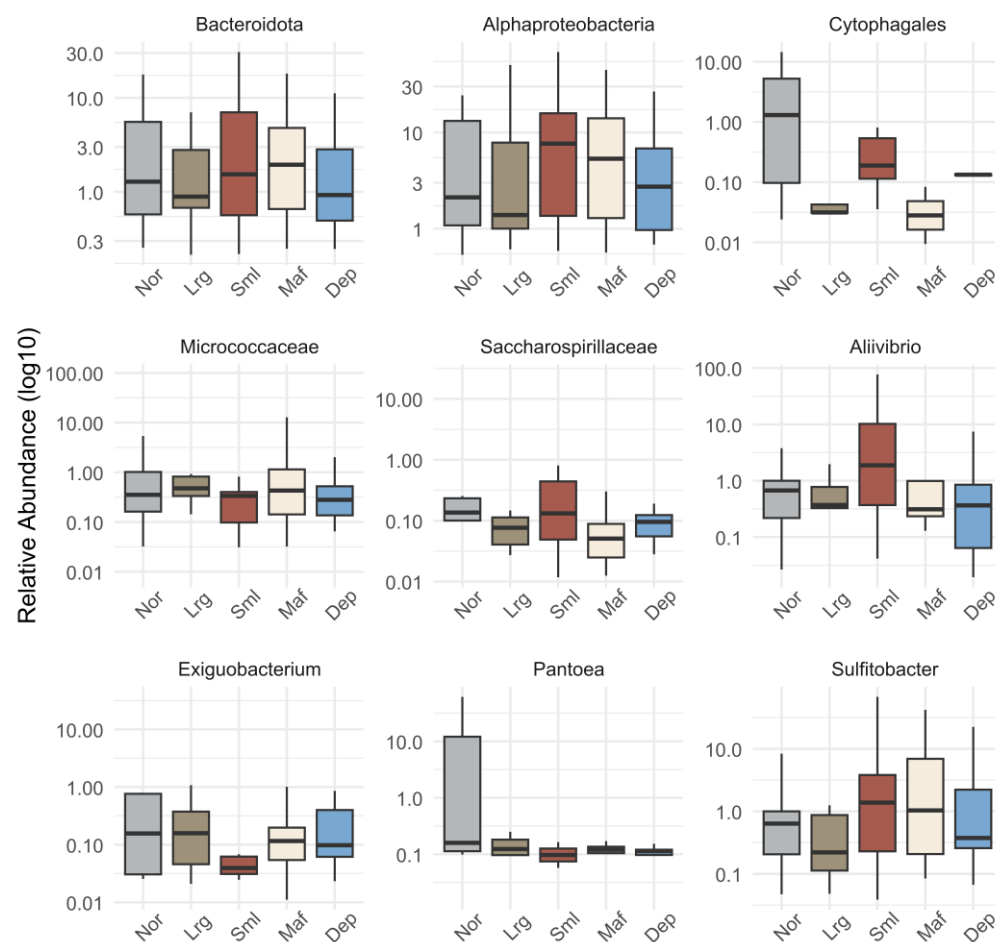 Bacteroidota
Alphaproteobacteria
Cytophagales
30.0
10.0
3.0
1.0
0.3
30
10
3
1
10.00
1.00
0.10
0.01
Nor Lrg Sml Maf Dep
Nor Lrg Sml Maf Dep
Nor Lrg Sml Maf Dep
Relative Abundance (log10)
Micrococcaceae
Saccharospirillaceae
Aliivibrio
100.00
10.00
1.00
0.10
0.01
10.00
1.00
0.10
0.01
100.0
10.0
1.0
0.1
Nor Lrg Sml Maf Dep
Nor Lrg Sml Maf Dep
Nor Lrg Sml Maf Dep
Exiguobacterium
Pantoea
Sulfitobacter
10.00
1.00
0.10
0.01
10.0
1.0
0.1
10.0
1.0
0.1
Nor Lrg Sml Maf Dep
Nor Lrg Sml Maf Dep
Nor Lrg Sml Maf Dep